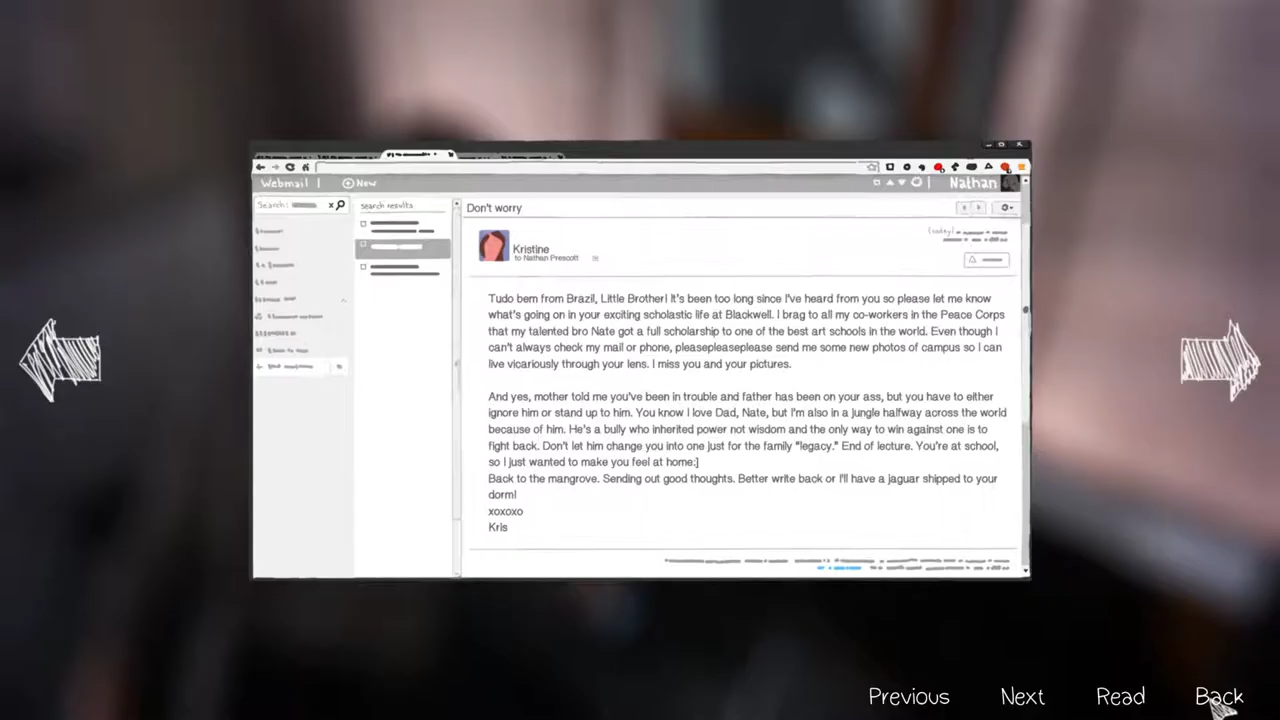 Webmail | New
Nathan
Search:
search results
Don't worry
(today)
Kristine
to Nathan Prescott
Tudo bem from Brazil, Little Brother! It's been too long since I've heard from you so please let me know
what's going on in your exciting scholastic life at Blackwell. I brag to all my co-workers in the Peace Corps
that my talented bro Nate got a full scholarship to one of the best art schools in the world. Even though I
can't always check my mail or phone, pleasepleaseplease send me some new photos of campus so I can
live vicariously through your lens. I miss you and your pictures.
And yes, mother told me you've been in trouble and father has been on your ass, but you have to either
ignore him or stand up to him. You know I love Dad, Nate, but I'm also in a jungle halfway across the world
because of him. He's a bully who inherited power not wisdom and the only way to win against one is to
fight back. Don't let him change you into one just for the family "legacy." End of lecture. You're at school,
so I just wanted to make you feel at home:]
Back to the mangrove. Sending out good thoughts. Better write back or I'll have a jaguar shipped to your
dorm!
xoxoxo
Kris
Previous Next Read Back